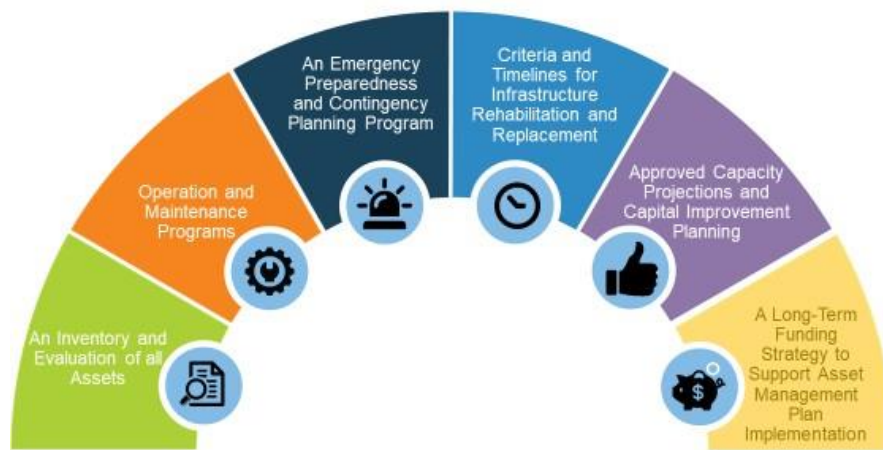 An Inventory and
Evaluation of all
Assets
Operation and
Maintenance
Programs
An Emergency
Preparedness
and Contingency
Planning Program
Criteria and
Timelines for
Infrastructure
Rehabilitation and
Replacement
Approved Capacity
Projections and
Capital Improvement
Planning
A Long-Term
Funding
Strategy to
Support Asset
Management
Plan
Implementation
$